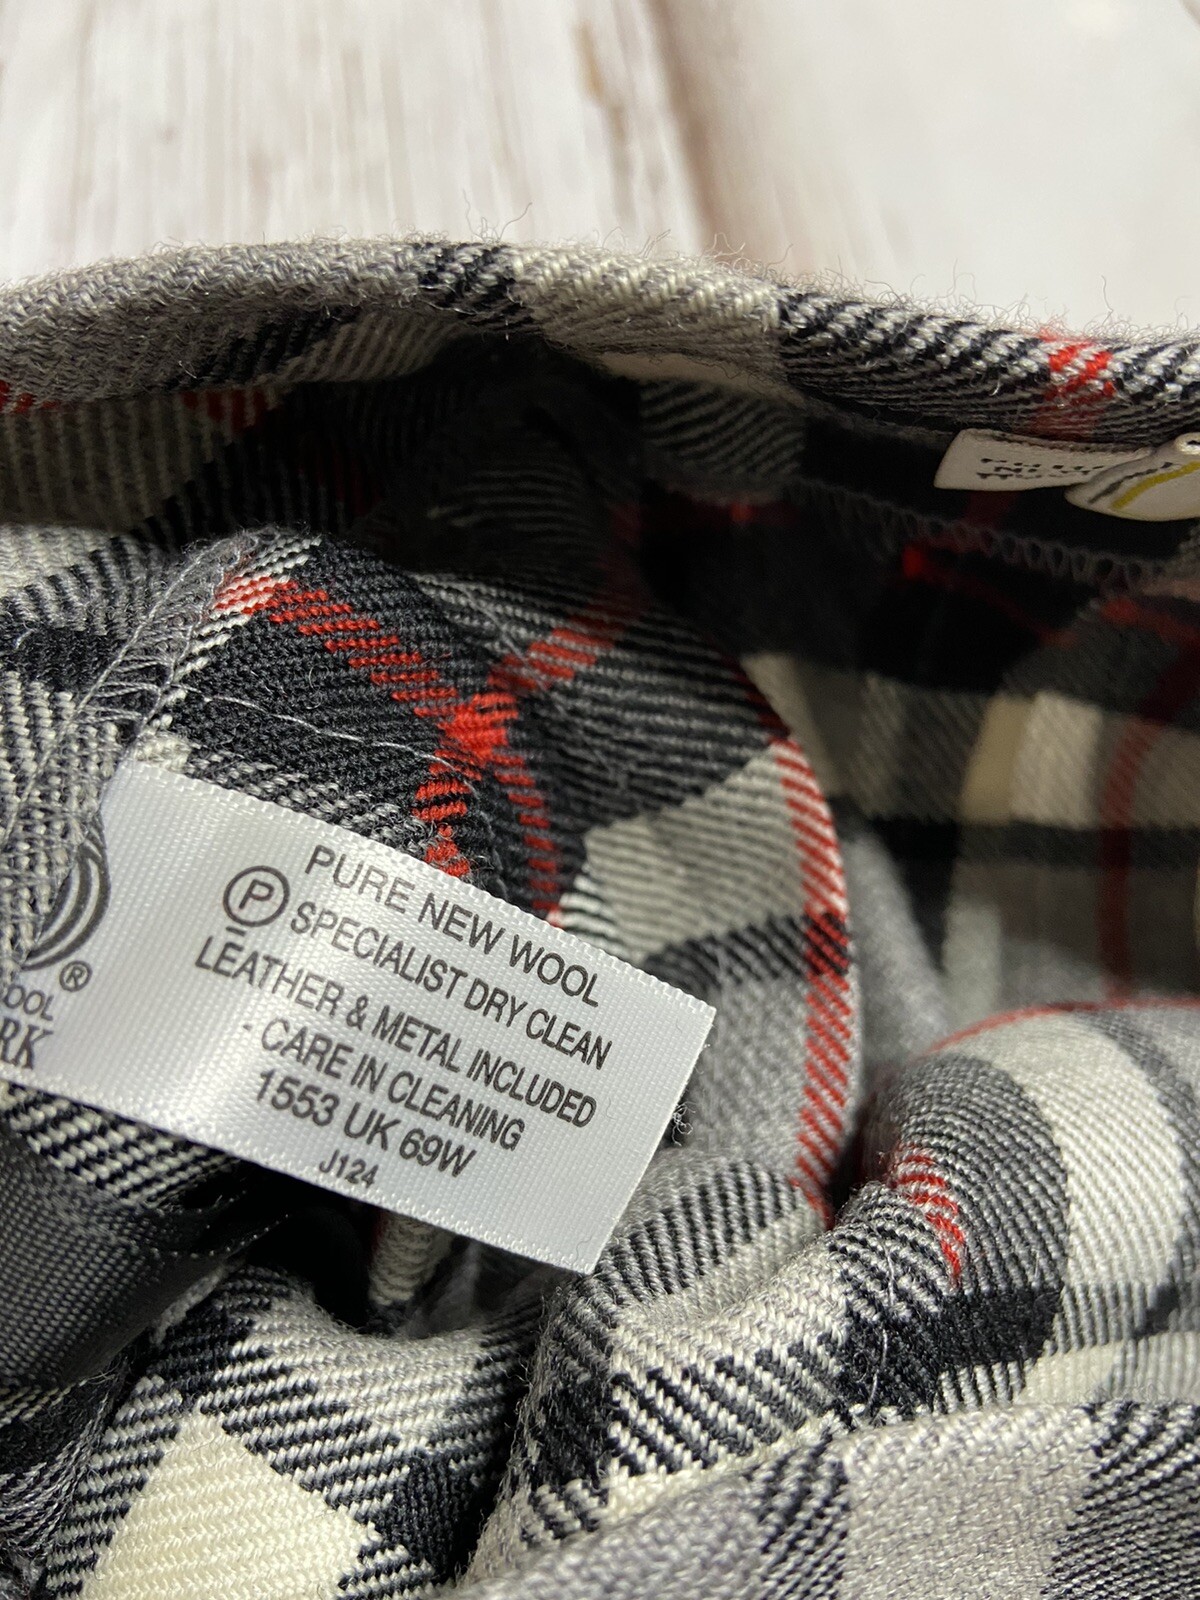 PURE NEW WOOL
P SPECIALIST DRY CLEAN
LEATHER & METAL INCLUDED
- CARE IN CLEANING
1553 UK 69W
J124
®